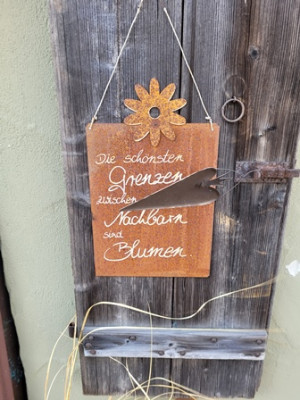 Die schönsten
Grenzen
zwischen
Nachbarn
sind
Blumen.